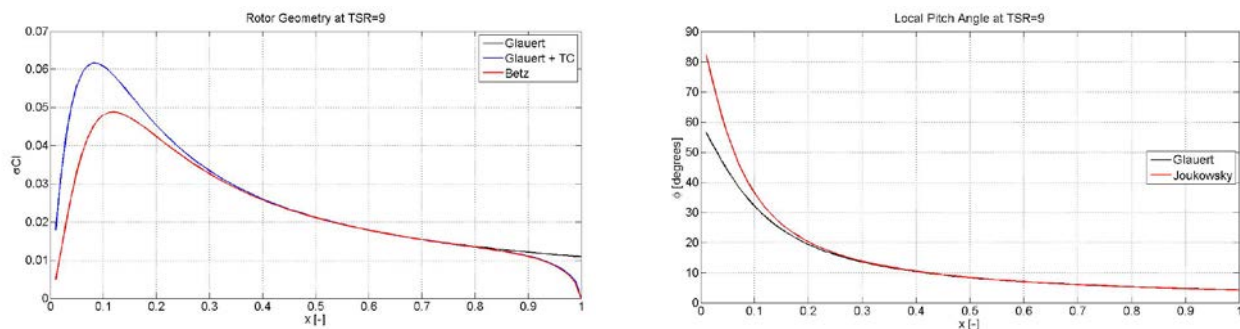 Rotor Geometry at TSR=9
0.07
0.06
0.05
0.04
0.03
0.02
0.01
0
σCl
0 0.1 0.2 0.3 0.4 0.5 0.6 0.7 0.8 0.9 1
x [-]
Glauert
Glauert + TC
Betz
Local Pitch Angle at TSR=9
90
80
70
60
50
40
30
20
10
0
ϕ [degrees]
0 0.1 0.2 0.3 0.4 0.5 0.6 0.7 0.8 0.9 1
x [-]
Glauert
Joukowsky